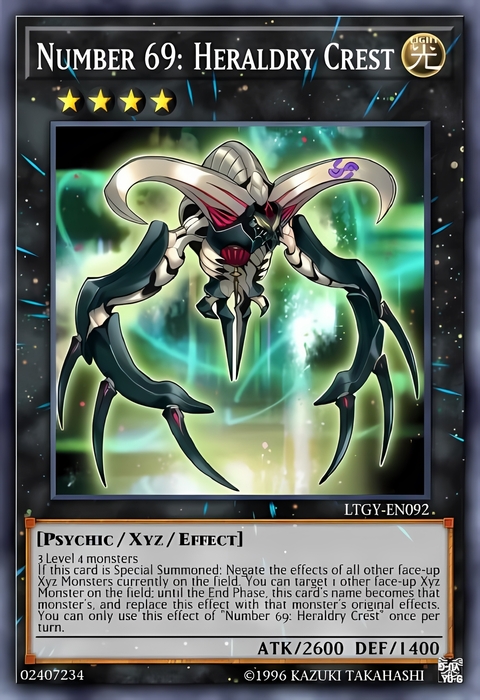 NUMBER 69: HERALDRY CREST
LIGHT
光
LTGY-EN092
[PSYCHIC / XYZ / EFFECT]
3 Level 4 monsters
If this card is Special Summoned: Negate the effects of all other face-up
Xyz Monsters currently on the field. You can target 1 other face-up Xyz
Monster on the field; until the End Phase, this card's name becomes that
monster's, and replace this effect with that monster's original effects.
You can only use this effect of "Number 69: Heraldry Crest" once per
turn.
ATK/2600 DEF/1400
02407234
©1996 KAZUKI TAKAHASHI